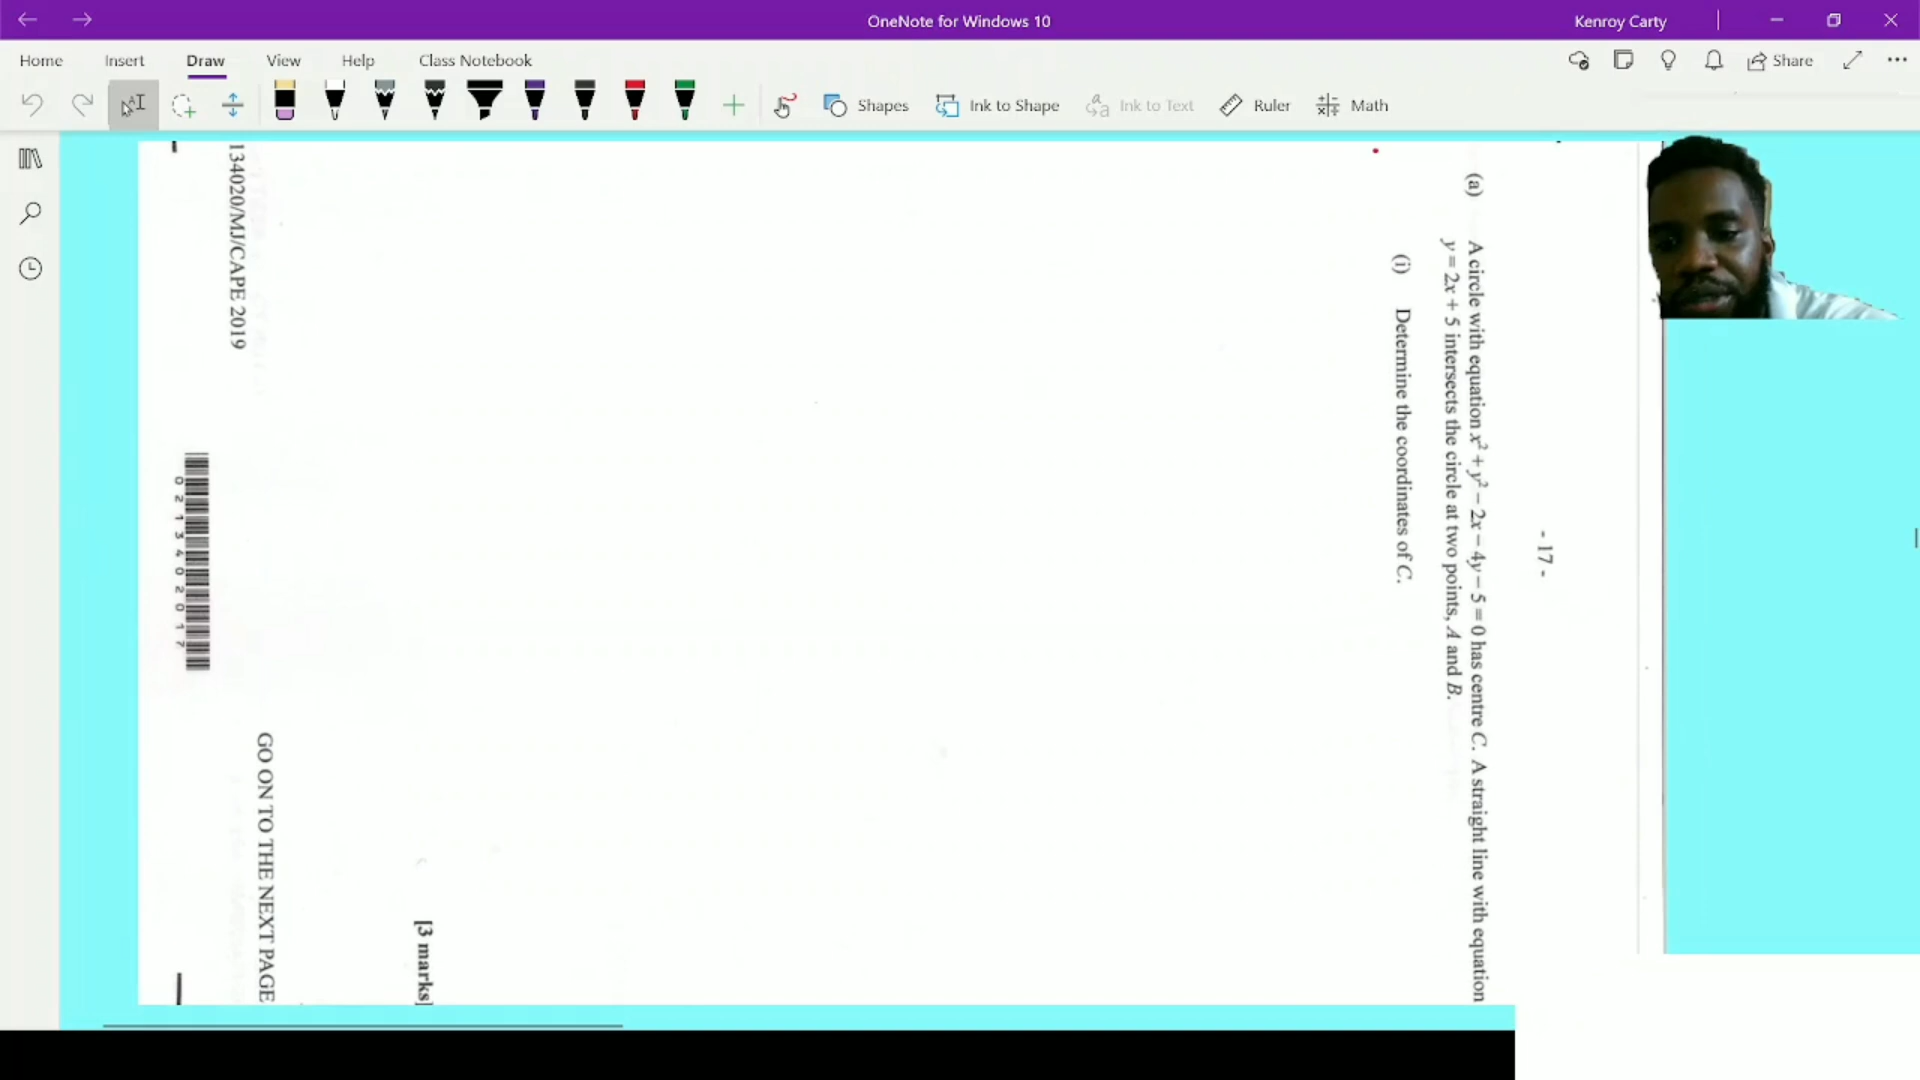 OneNote for Windows 10
Kenroy Carty
Home
Insert
Draw
View
Help
Class Notebook
Share
Shapes
Ink to Shape
Ink to Text
Ruler
Math
- 17 -
(a) A circle with equation x² + y² – 2x – 4y – 5 = 0 has centre C. A straight line with equation
y = 2x + 5 intersects the circle at two points, A and B.
(i) Determine the coordinates of C.
[3 marks]
GO ON TO THE NEXT PAGE
134020/MJ/CAPE 2019
0213402017